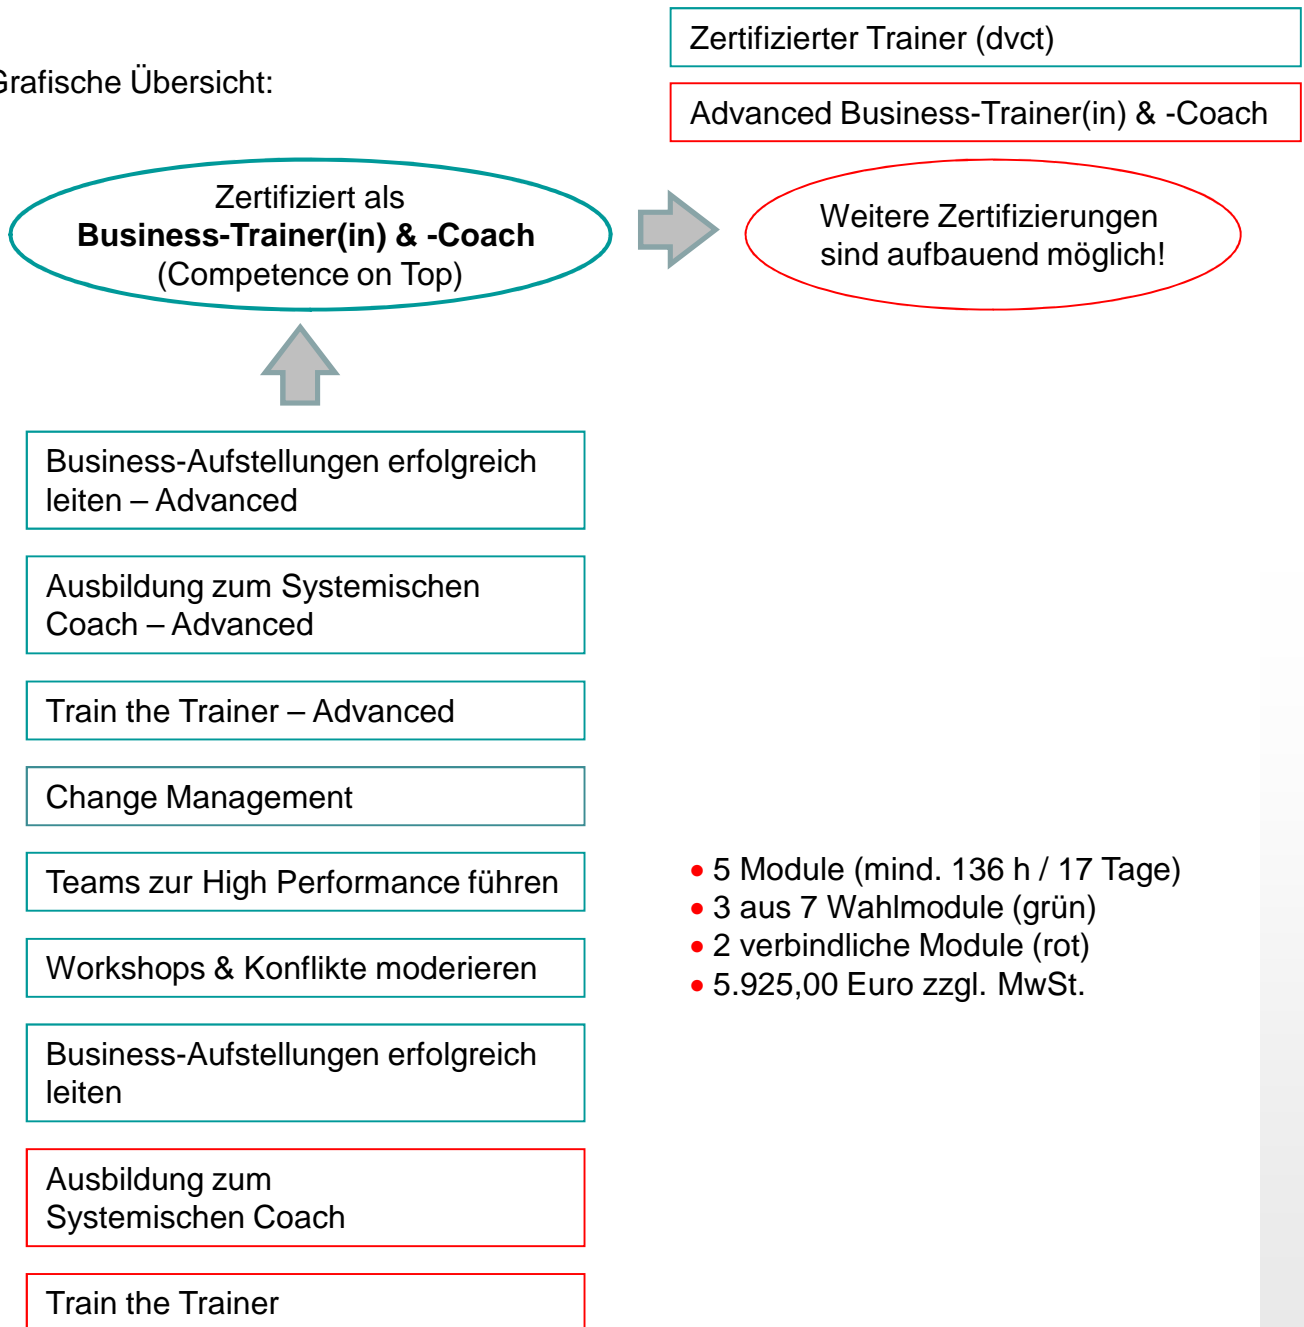 Zertifizierter Trainer (dvct)
Grafische Übersicht:
Advanced Business-Trainer(in) & -Coach
Zertifiziert als
Business-Trainer(in) & -Coach
(Competence on Top)
Weitere Zertifizierungen
sind aufbauend möglich!
Business-Aufstellungen erfolgreich
leiten – Advanced
Ausbildung zum Systemischen
Coach – Advanced
Train the Trainer – Advanced
Change Management
Teams zur High Performance führen
Workshops & Konflikte moderieren
Business-Aufstellungen erfolgreich
leiten
Ausbildung zum
Systemischen Coach
Train the Trainer
• 5 Module (mind. 136 h / 17 Tage)
• 3 aus 7 Wahlmodule (grün)
• 2 verbindliche Module (rot)
• 5.925,00 Euro zzgl. MwSt.